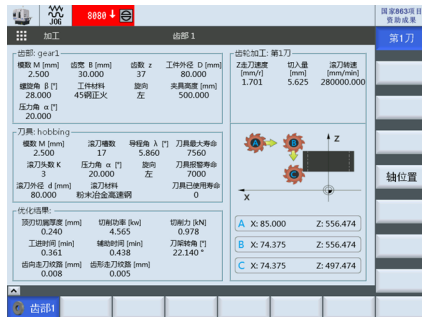 JOG
8080
国家863项目
资助成果
加工
齿部1
第1刀
齿部: gear1
模数 M [mm] 齿宽 B [mm] 齿数 z 工件外径 D [mm]
2.500 30.000 37 80.000
螺旋角 β [°] 工件材料 旋向 夹具高度 [mm]
28.000 45钢正火 左 500.000
压力角 α [°]
20.000
刀具: hobbing
模数 M [mm] 滚刀槽数 导程角 λ [°] 刀具最大寿命
2.500 17 5.860 7560
滚刀头数 K 压力角 α [°] 旋向 刀具报警寿命
3 20.000 左 7000
滚刀外径 d [mm] 滚刀材料 刀具已使用寿命
80.000 粉末冶金高速钢 0
优化结果:
顶刃切屑厚度 [mm] 切削功率 [kw] 切削力 [kN]
0.240 4.565 0.978
工进时间 [min] 辅助时间 [min] 刀架转角 [°]
0.361 0.438 22.140 °
齿向走刀纹路 [mm] 齿形走刀纹路 [mm]
0.008 0.005
齿轮加工: 第1刀
Z走刀速度 切入量 滚刀转速
[mm/r] [mm] [mm/min]
1.701 5.625 280000.000
A
B
C
Z
X
A X: 85.000 Z: 556.474
B X: 74.375 Z: 556.474
C X: 74.375 Z: 497.474
轴位置
齿部1